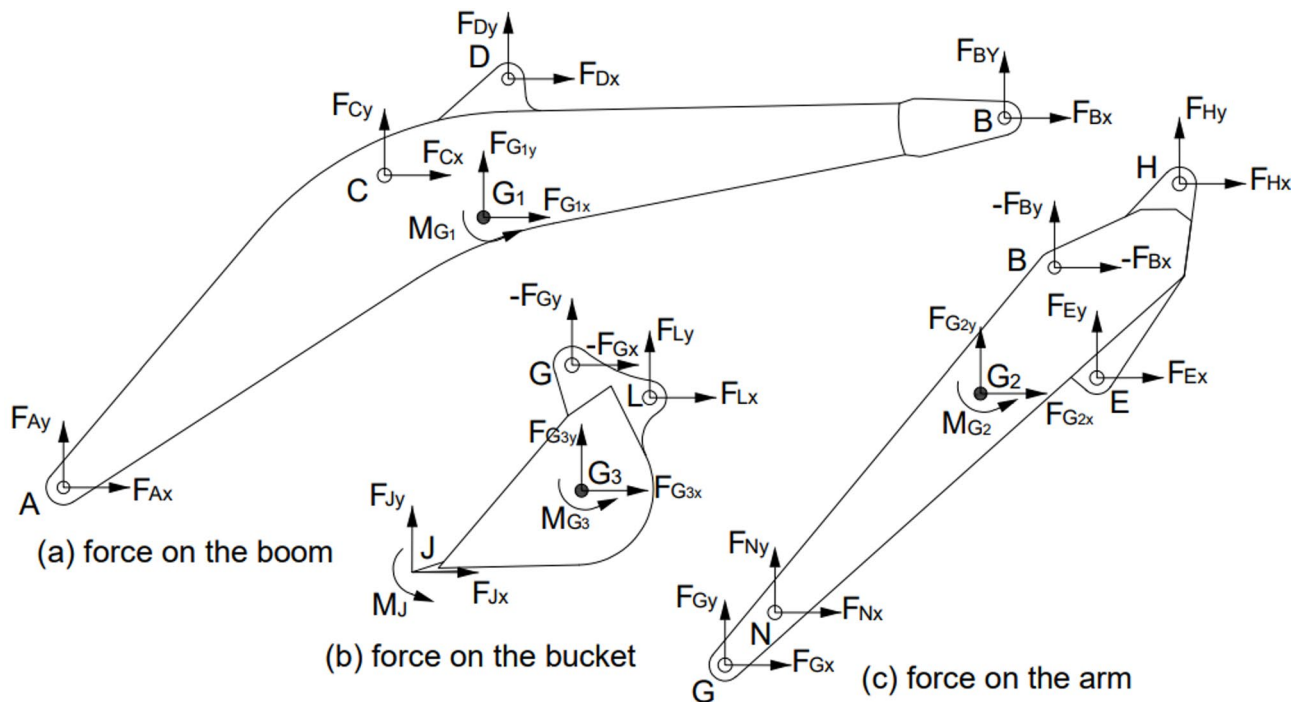 FDy
D
FDx
FCy
FCx
C
FG1y
G1
FG1x
MG1
FBY
B
FBx
FAy
A
FAx
(a) force on the boom
-FGy
-FGx
G
FLy
L
FLx
FG3y
G3
FG3x
MG3
FJy
J
FJx
MJ
(b) force on the bucket
FHy
H
FHx
-FBy
B
-FBx
FEy
FEx
E
FG2y
G2
FG2x
MG2
FNy
N
FNx
FGy
G
FGx
(c) force on the arm